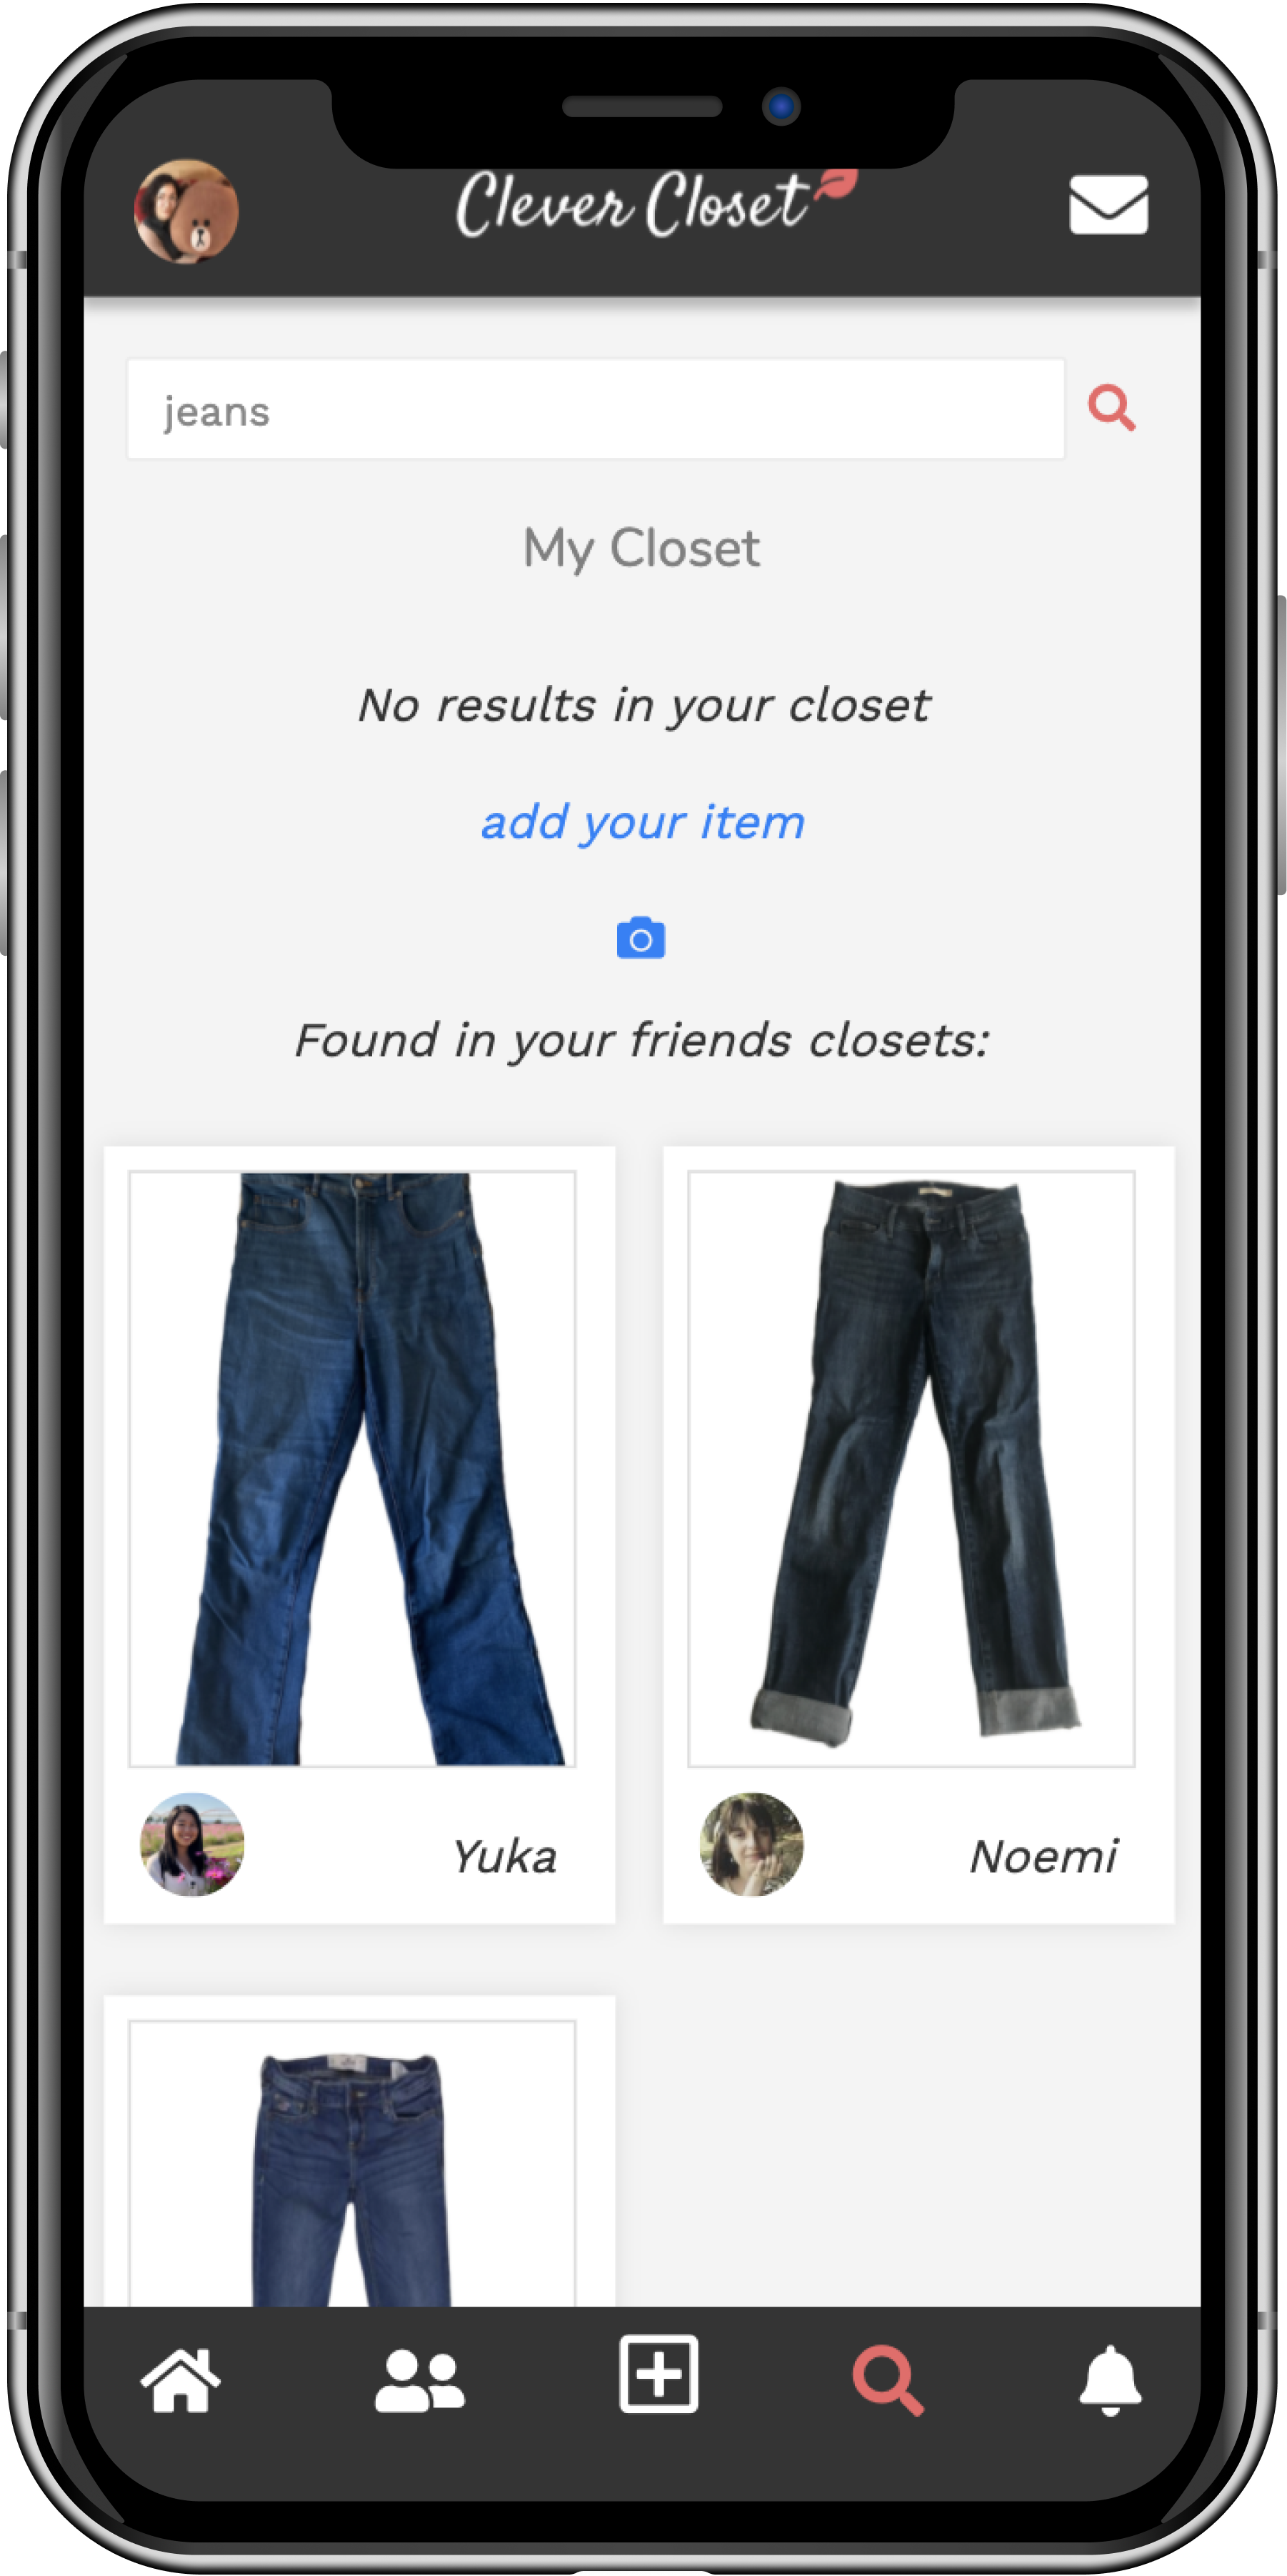 Clever Closet
jeans
My Closet
No results in your closet
add your item
Found in your friends closets:
Yuka
Noemi